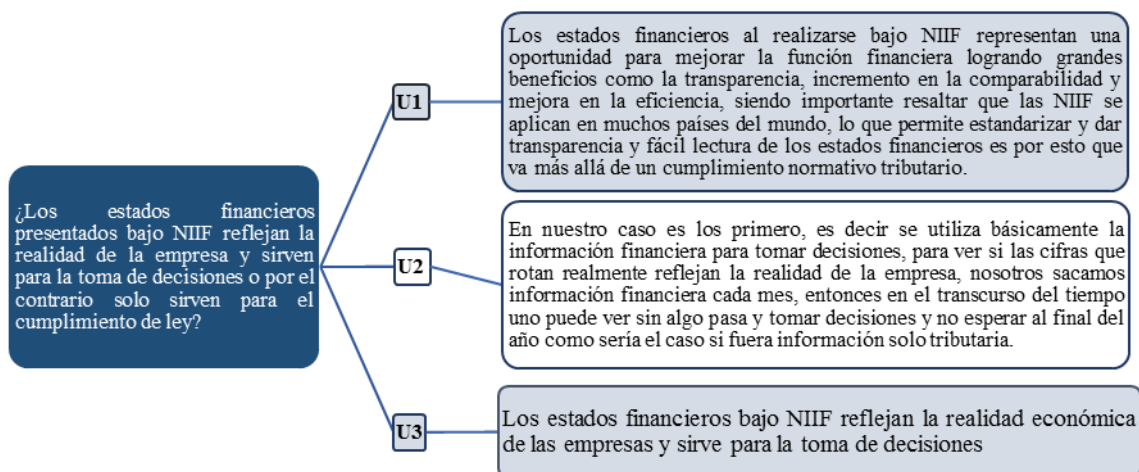 ¿Los estados financieros
presentados bajo NIIF reflejan la
realidad de la empresa y sirven
para la toma de decisiones o por el
contrario solo sirven para el
cumplimiento de ley?
U1
Los estados financieros al realizarse bajo NIIF representan una
oportunidad para mejorar la función financiera logrando grandes
beneficios como la transparencia, incremento en la comparabilidad y
mejora en la eficiencia, siendo importante resaltar que las NIIF se
aplican en muchos países del mundo, lo que permite estandarizar y dar
transparencia y fácil lectura de los estados financieros es por esto que
va más allá de un cumplimiento normativo tributario.
U2
En nuestro caso es los primero, es decir se utiliza básicamente la
información financiera para tomar decisiones, para ver si las cifras que
rotan realmente reflejan la realidad de la empresa, nosotros sacamos
información financiera cada mes, entonces en el transcurso del tiempo
uno puede ver sin algo pasa y tomar decisiones y no esperar al final del
año como sería el caso si fuera información solo tributaria.
U3
Los estados financieros bajo NIIF reflejan la realidad económica
de las empresas y sirve para la toma de decisiones